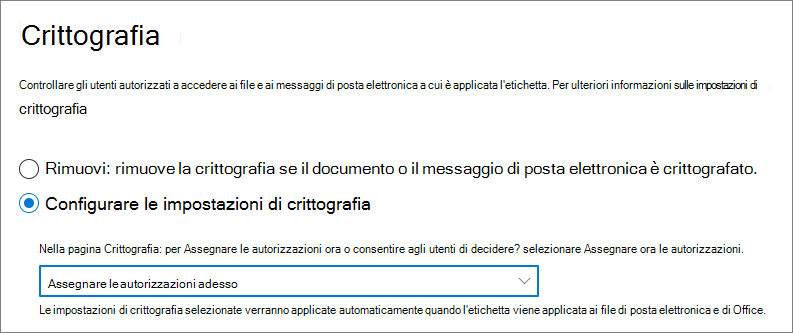 Crittografia
Controllare gli utenti autorizzati a accedere ai file e ai messaggi di posta elettronica a cui è applicata l'etichetta. Per ulteriori informazioni sulle impostazioni di
crittografia
Rimuovi: rimuove la crittografia se il documento o il messaggio di posta elettronica è crittografato.
Configurare le impostazioni di crittografia
Nella pagina Crittografia: per Assegnare le autorizzazioni ora o consentire agli utenti di decidere? selezionare Assegnare ora le autorizzazioni.
Assegnare le autorizzazioni adesso
Le impostazioni di crittografia selezionate verranno applicate automaticamente quando l'etichetta viene applicata ai file di posta elettronica e di Office.